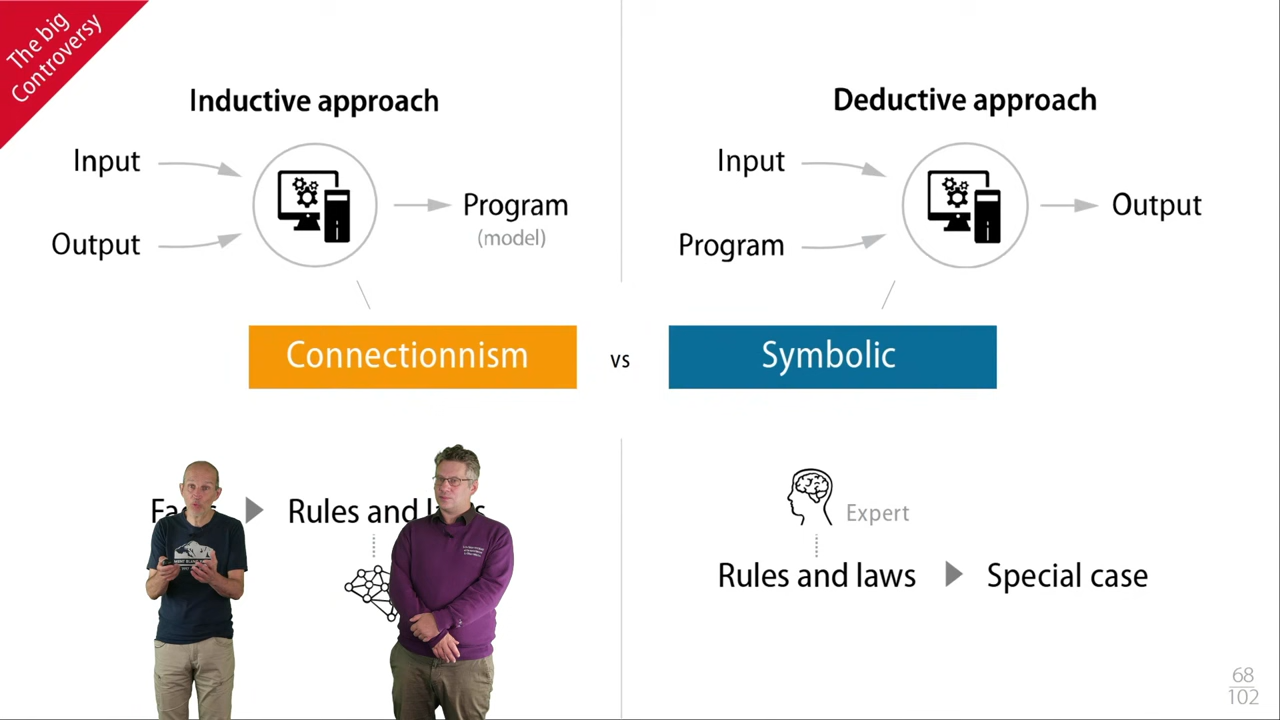 The big
Controversy
Inductive approach
Input
Output
Program
(model)
Deductive approach
Input
Program
Output
Connectionnism
vs
Symbolic
Rules and
Expert
Rules and laws
Special case
68
102